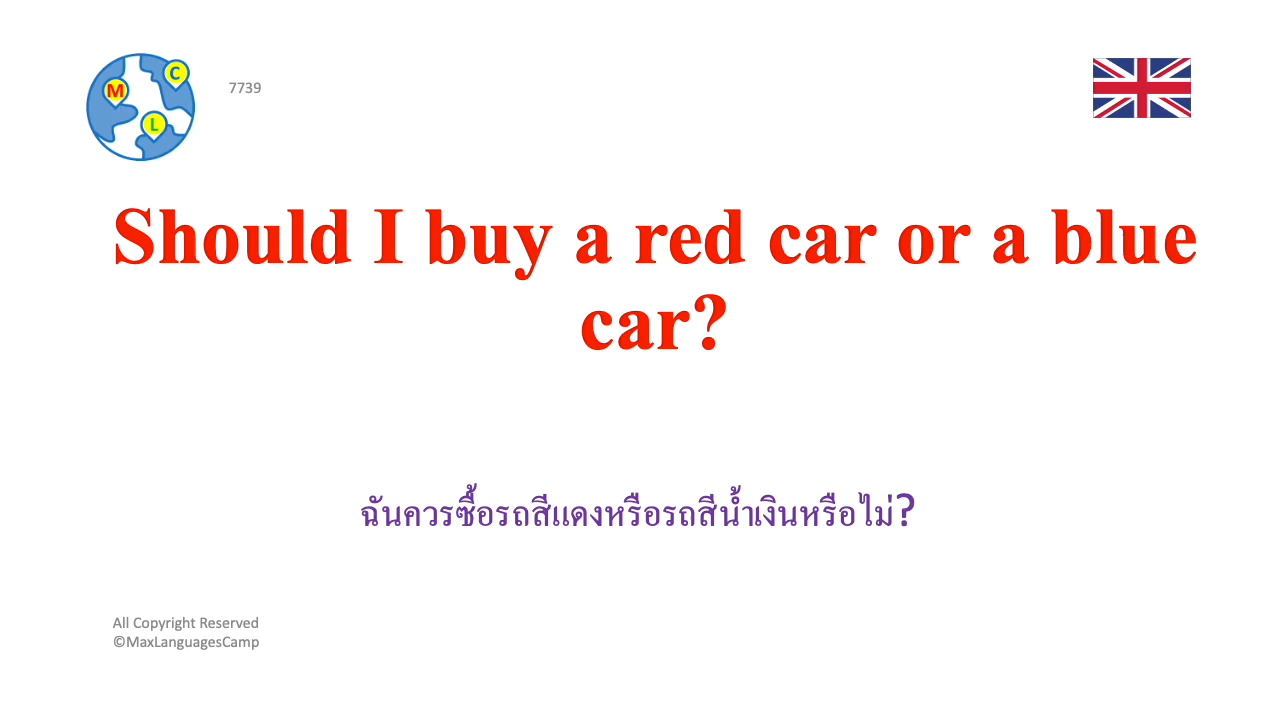 C
M
L
7739
Should I buy a red car or a blue
car?
ฉันควรซื้อรถสีแดงหรือรถสีน้ำเงินหรือไม่?
All Copyright Reserved
©MaxLanguagesCamp